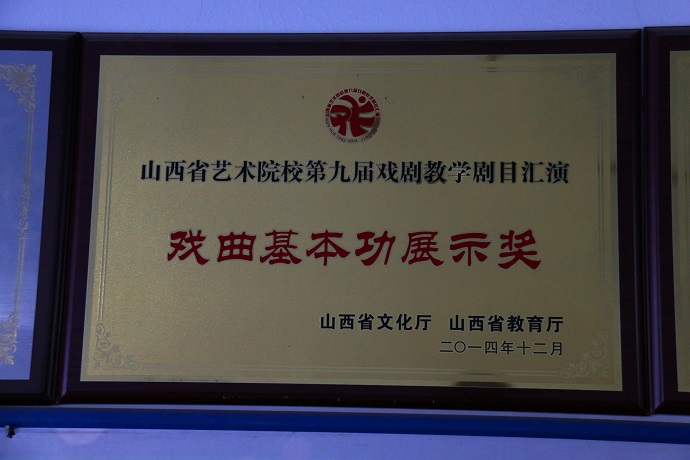 山西省艺术院校第九届戏剧教学剧目汇演
戏曲基本功展示奖
山西省文化厅 山西省教育厅
二〇一四年十二月